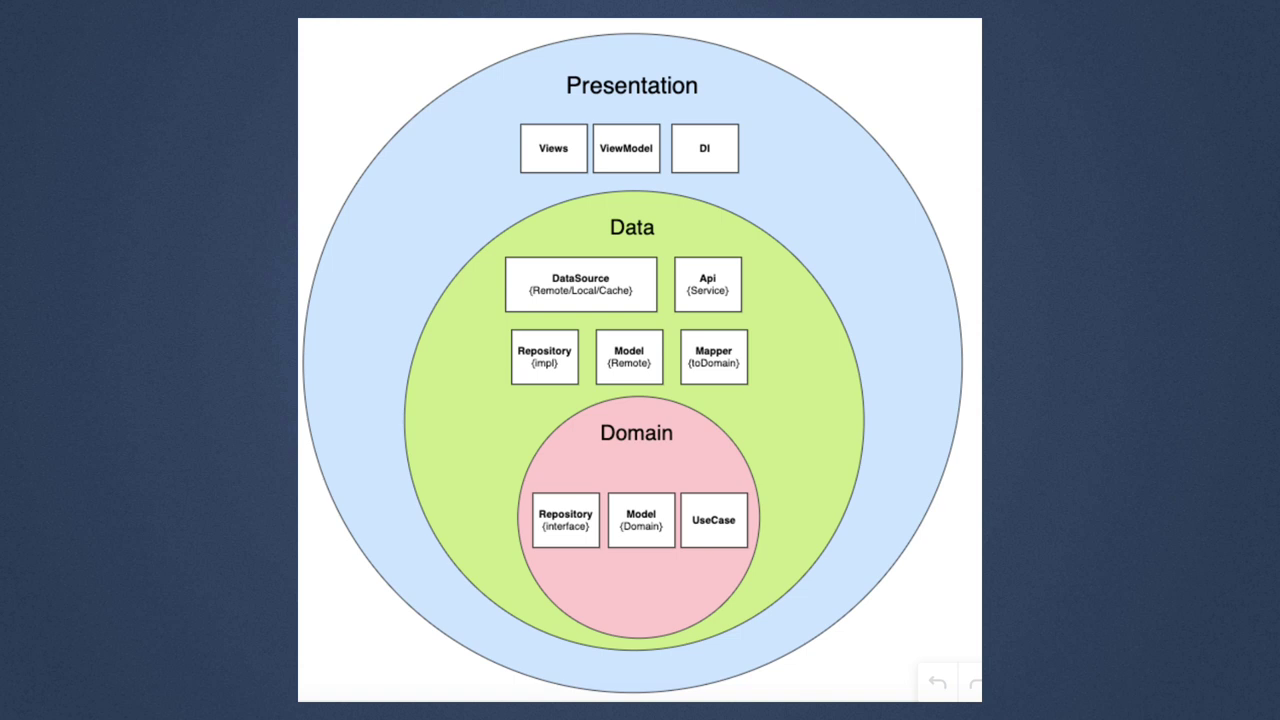 Presentation
Views
ViewModel
DI
Data
DataSource
{Remote/Local/Cache}
Api
{Service}
Repository
{impl}
Model
{Remote}
Mapper
{toDomain}
Domain
Repository
{interface}
Model
{Domain}
UseCase